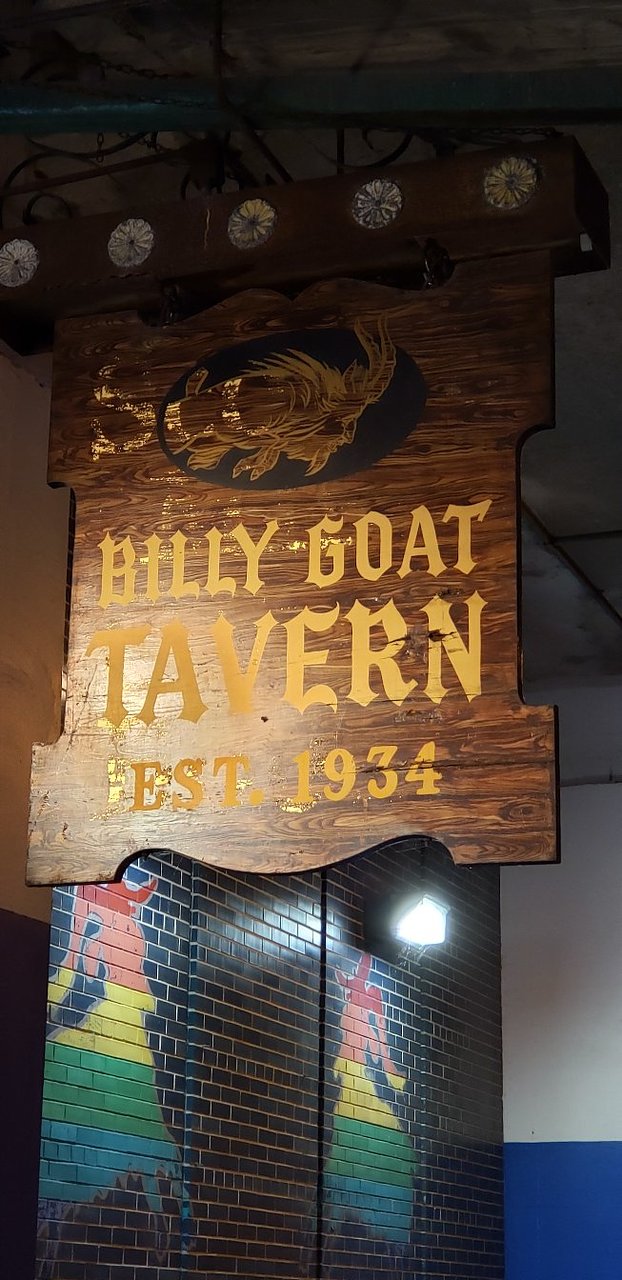 BILLY GOAT
TAVERN
EST. 1934